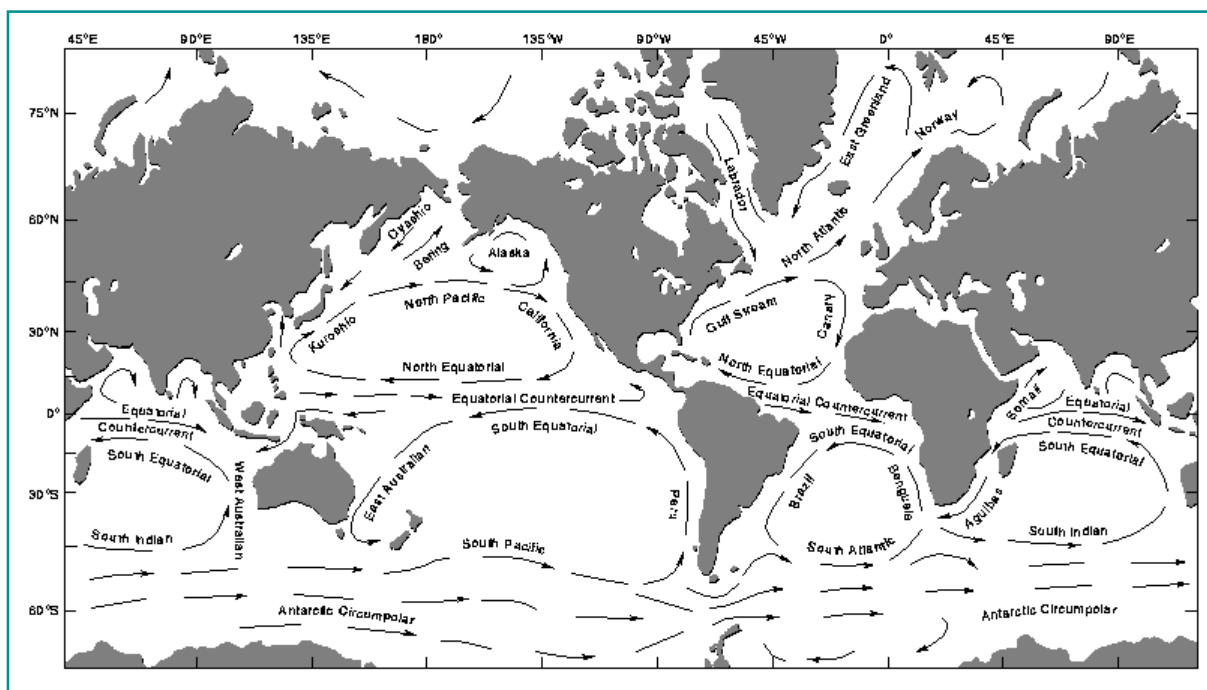 45°E 90°E 135°E 180° 135°W 90°W 45°W 0° 45°E 90°E
75°N
60°N
30°N
0°
30°S
60°S
East Greenland
Norway
Labrador
Oyashio
Bering
Alaska
North Atlantic
North Pacific
Kuroshio
California
Gulf Stream
Canary
North Equatorial
North Equatorial
Somali
Equatorial
Countercurrent
Equatorial Countercurrent
Equatorial Countercurrent
Equatorial
Countercurrent
South Equatorial
South Equatorial
South Equatorial
South Equatorial
West Australian
East Australian
Peru
Brazil
Benguela
Agulhas
South Indian
South Pacific
South Atlantic
South Indian
Antarctic Circumpolar
Antarctic Circumpolar